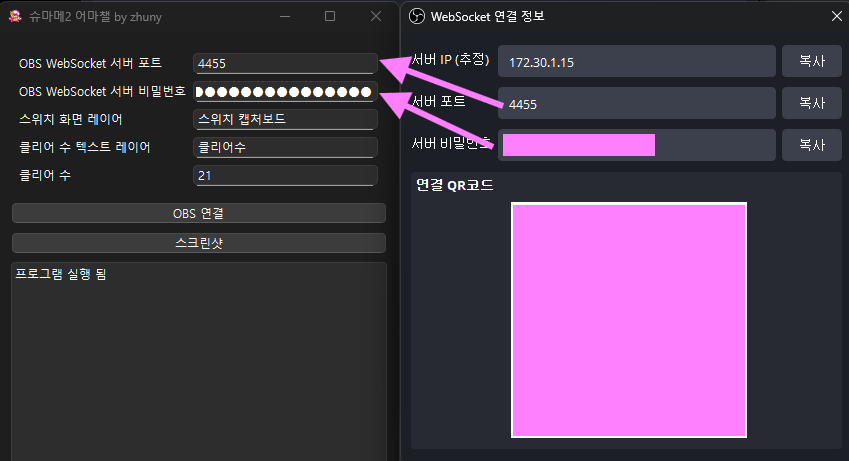 슈마메2 어마챌 by zhuny
OBS WebSocket 서버 포트
4455
OBS WebSocket 서버 비밀번호
●●●●●●●●●●●●●●●
스위치 화면 레이어
스위치 캡처보드
클리어 수 텍스트 레이어
클리어수
클리어 수
21
OBS 연결
스크린샷
프로그램 실행 됨
WebSocket 연결 정보
서버 IP (추정)
172.30.1.15
복사
서버 포트
4455
복사
서버 비밀번호
복사
연결 QR코드